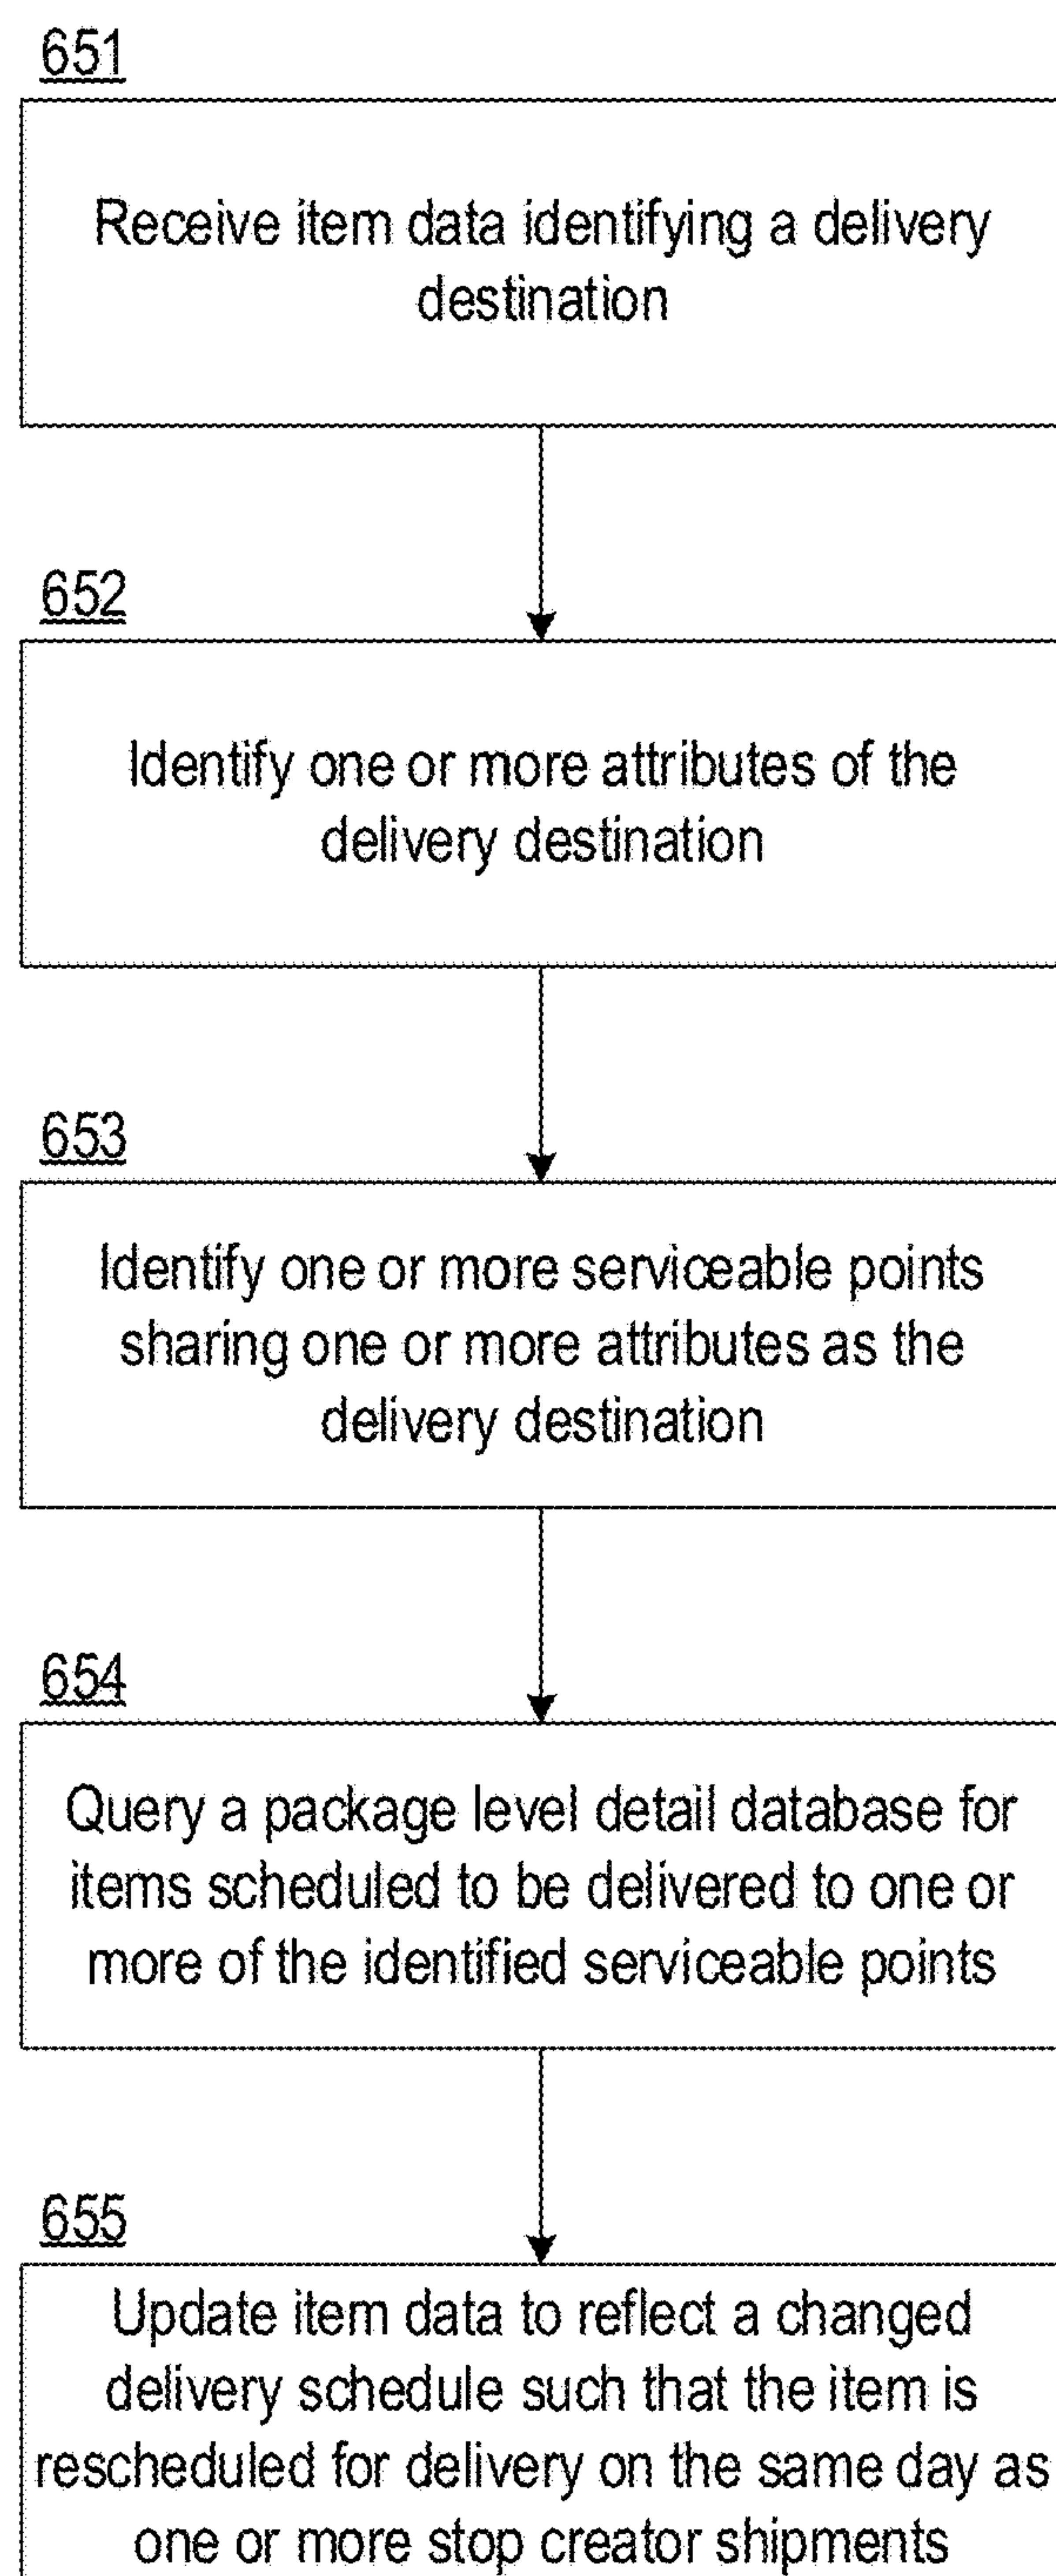 651
Receive item data identifying a delivery
destination
652
Identify one or more attributes of the
delivery destination
653
Identify one or more serviceable points
sharing one or more attributes as the
delivery destination
654
Query a package level detail database for
items scheduled to be delivered to one or
more of the identified serviceable points
655
Update item data to reflect a changed
delivery schedule such that the item is
rescheduled for delivery on the same day as
one or more stop creator shipments